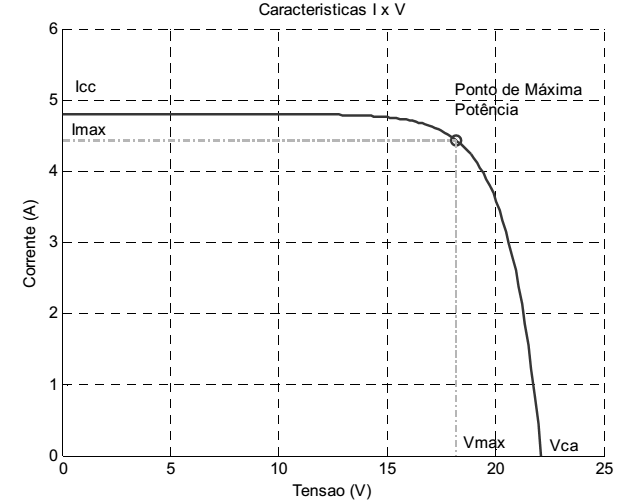 Caracteristicas I x V
6
Icc
Ponto de Máxima
Potência
5
Imax
4
Corrente (A)
3
2
1
Vmax
Vca
0
0
5
10
15
20
25
Tensao (V)